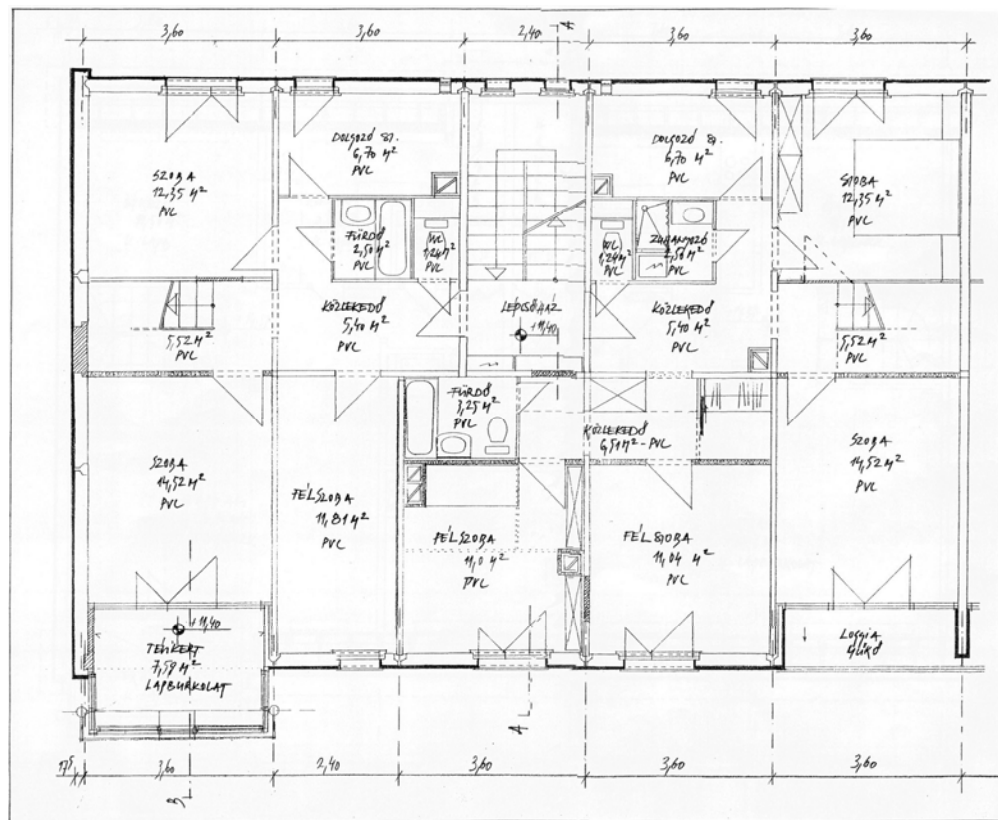 3,60
3,60
2,40
3,60
3,60
A
SZOBA
12,35 M²
PVC
DOLGOZÓ SZ.
6,70 M²
PVC
DOLGOZÓ SZ.
6,70 M²
PVC
SZOBA
12,35 M²
PVC
FÜRDŐ
2,50 M²
PVC
WC
1,24 M²
PVC
WC
1,24 M²
PVC
ZUHANYOZÓ
2,50 M²
PVC
5,52 M²
PVC
KÖZLEKEDŐ
5,40 M²
PVC
LÉPCSŐHÁZ
+11,40
KÖZLEKEDŐ
5,40 M²
PVC
5,52 M²
PVC
FÜRDŐ
3,25 M²
PVC
KÖZLEKEDŐ
6,51 M² - PVC
SZOBA
14,52 M²
PVC
FÉLSZOBA
11,81 M²
PVC
FÉLSZOBA
11,0 M²
PVC
FÉLSZOBA
11,04 M²
PVC
SZOBA
14,52 M²
PVC
+11,40
TÉLIKERT
7,59 M²
LAPBURKOLAT
LOGGIA
A
17⁵
3,60
2,40
3,60
3,60
3,60
B